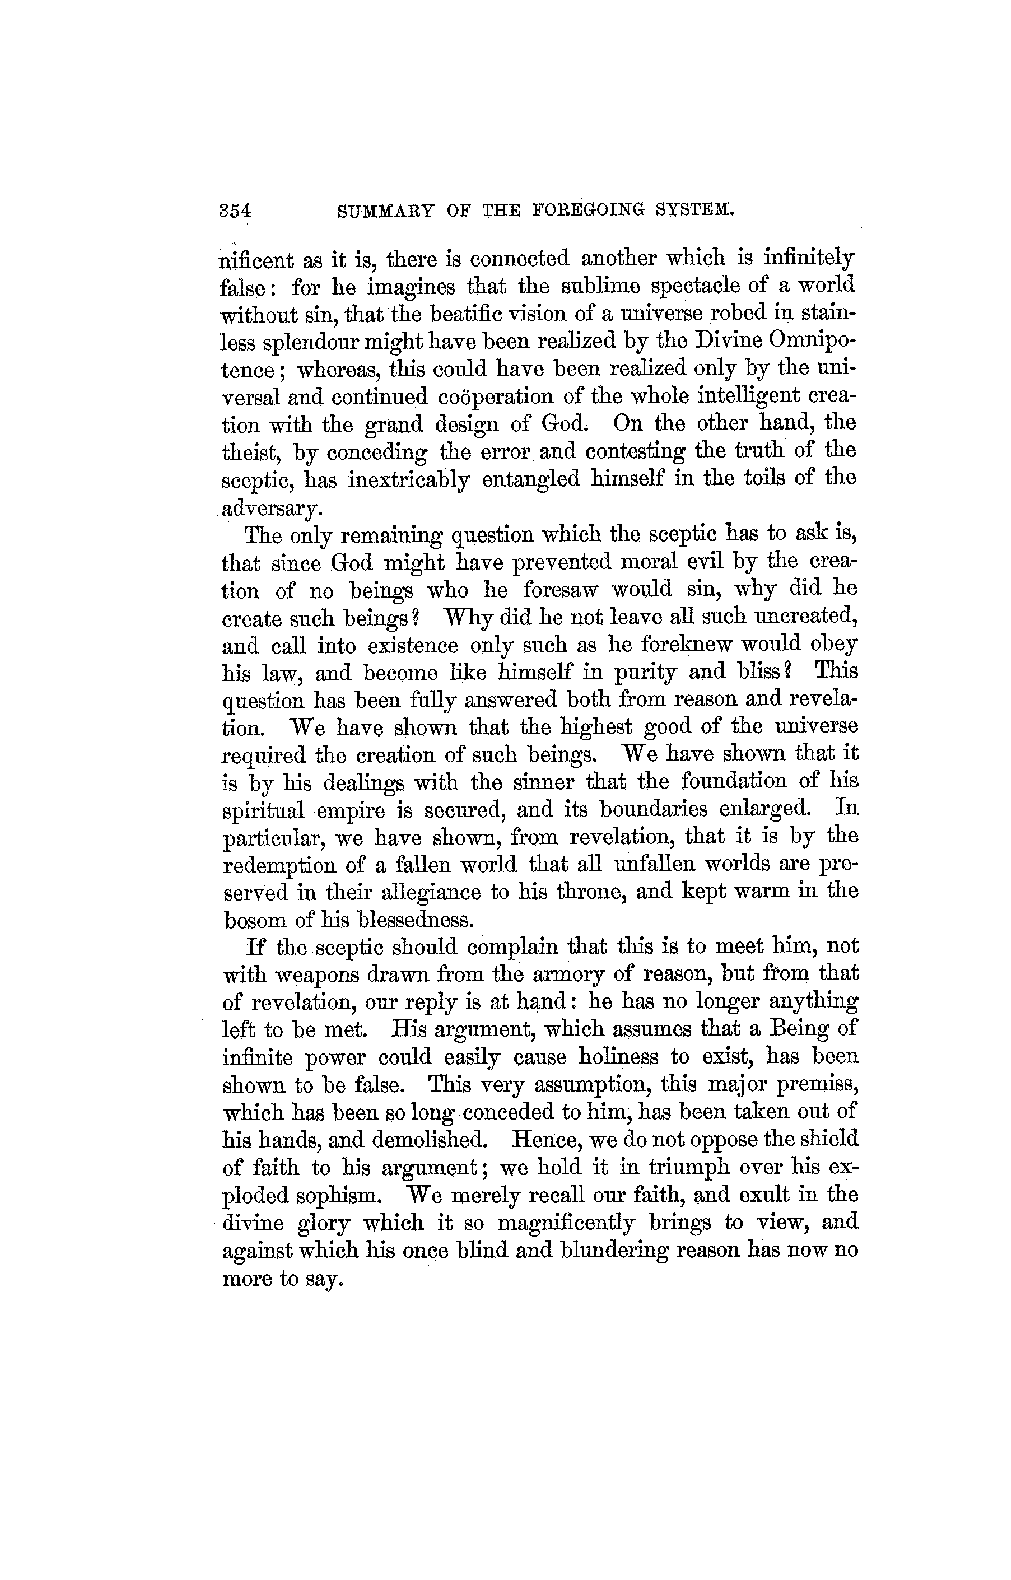 354 SUMMARY OF THE FOREGOING SYSTEM.
nificent as it is, there is connected another which is infinitely
false: for he imagines that the sublime spectacle of a world
without sin, that the beatific vision of a universe robed in stain-
less splendour might have been realized by the Divine Omnipo-
tence; whereas, this could have been realized only by the uni-
versal and continued coöperation of the whole intelligent crea-
tion with the grand design of God. On the other hand, the
theist, by conceding the error and contesting the truth of the
sceptic, has inextricably entangled himself in the toils of the
adversary.
The only remaining question which the sceptic has to ask is,
that since God might have prevented moral evil by the crea-
tion of no beings who he foresaw would sin, why did he
create such beings? Why did he not leave all such uncreated,
and call into existence only such as he foreknew would obey
his law, and become like himself in purity and bliss? This
question has been fully answered both from reason and revela-
tion. We have shown that the highest good of the universe
required the creation of such beings. We have shown that it
is by his dealings with the sinner that the foundation of his
spiritual empire is secured, and its boundaries enlarged. In
particular, we have shown, from revelation, that it is by the
redemption of a fallen world that all unfallen worlds are pre-
served in their allegiance to his throne, and kept warm in the
bosom of his blessedness.
If the sceptic should complain that this is to meet him, not
with weapons drawn from the armory of reason, but from that
of revelation, our reply is at hand: he has no longer anything
left to be met. His argument, which assumes that a Being of
infinite power could easily cause holiness to exist, has been
shown to be false. This very assumption, this major premiss,
which has been so long conceded to him, has been taken out of
his hands, and demolished. Hence, we do not oppose the shield
of faith to his argument; we hold it in triumph over his ex-
ploded sophism. We merely recall our faith, and exult in the
divine glory which it so magnificently brings to view, and
against which his once blind and blundering reason has now no
more to say.